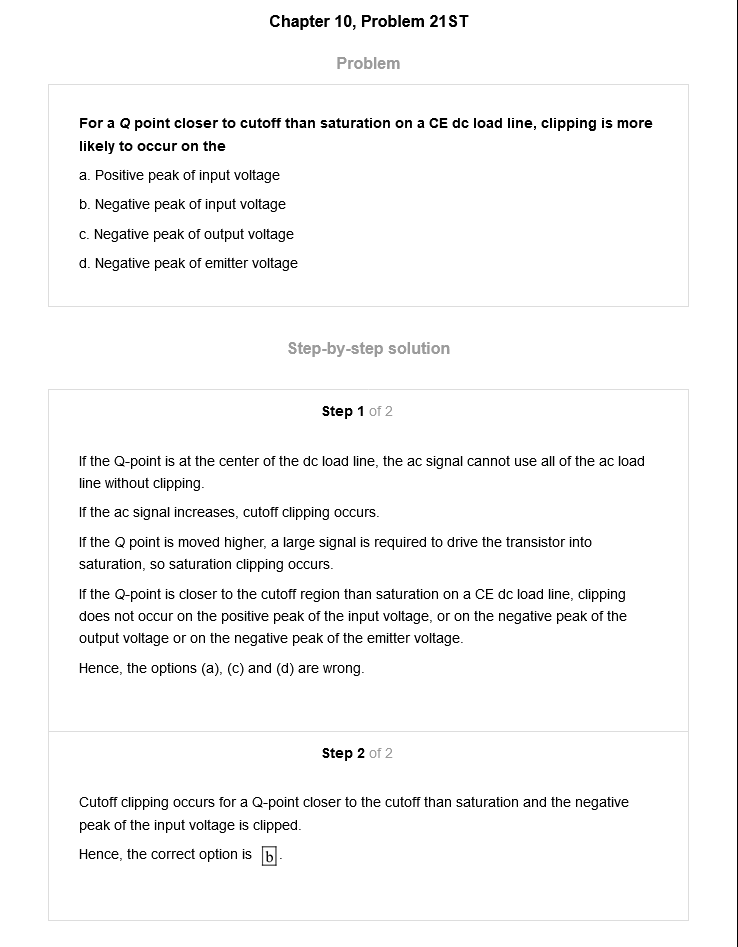 Chapter 10, Problem 21ST
Problem
For a Q point closer to cutoff than saturation on a CE dc load line, clipping is more
likely to occur on the
a. Positive peak of input voltage
b. Negative peak of input voltage
c. Negative peak of output voltage
d. Negative peak of emitter voltage
Step-by-step solution
Step 1 of 2
If the Q-point is at the center of the dc load line, the ac signal cannot use all of the ac load
line without clipping.
If the ac signal increases, cutoff clipping occurs.
If the Q point is moved higher, a large signal is required to drive the transistor into
saturation, so saturation clipping occurs.
If the Q-point is closer to the cutoff region than saturation on a CE dc load line, clipping
does not occur on the positive peak of the input voltage, or on the negative peak of the
output voltage or on the negative peak of the emitter voltage.
Hence, the options (a), (c) and (d) are wrong.
Step 2 of 2
Cutoff clipping occurs for a Q-point closer to the cutoff than saturation and the negative
peak of the input voltage is clipped.
Hence, the correct option is b.